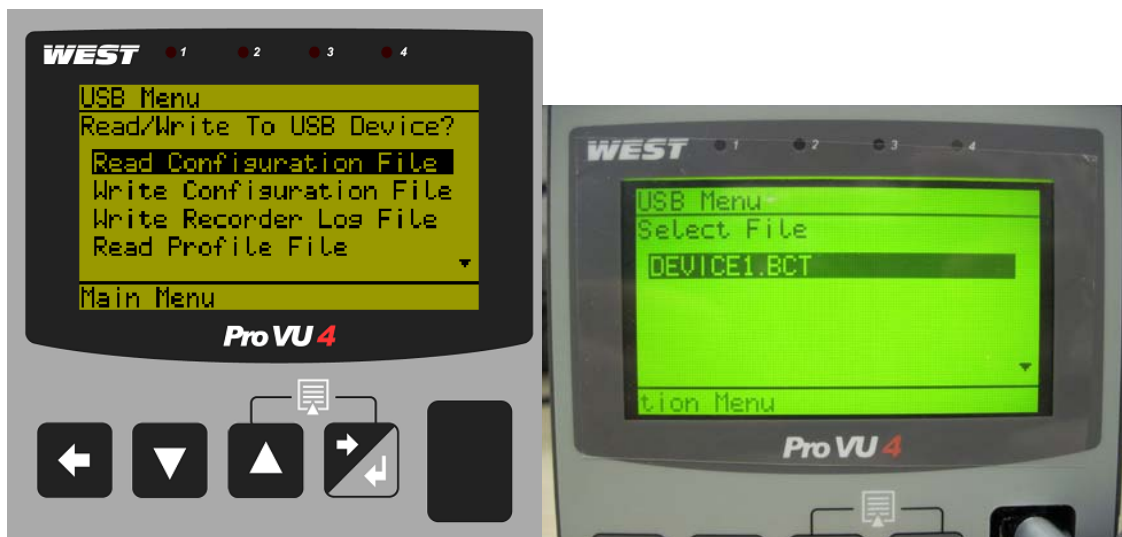 WEST 1 2 3 4
USB Menu
Read/Write To USB Device?
Read Configuration File
Write Configuration File
Write Recorder Log File
Read Profile File
Main Menu
Pro VU 4
WEST 1 2 3 4
USB Menu
Select File
DEVICE1.BCT
tion Menu
Pro VU 4